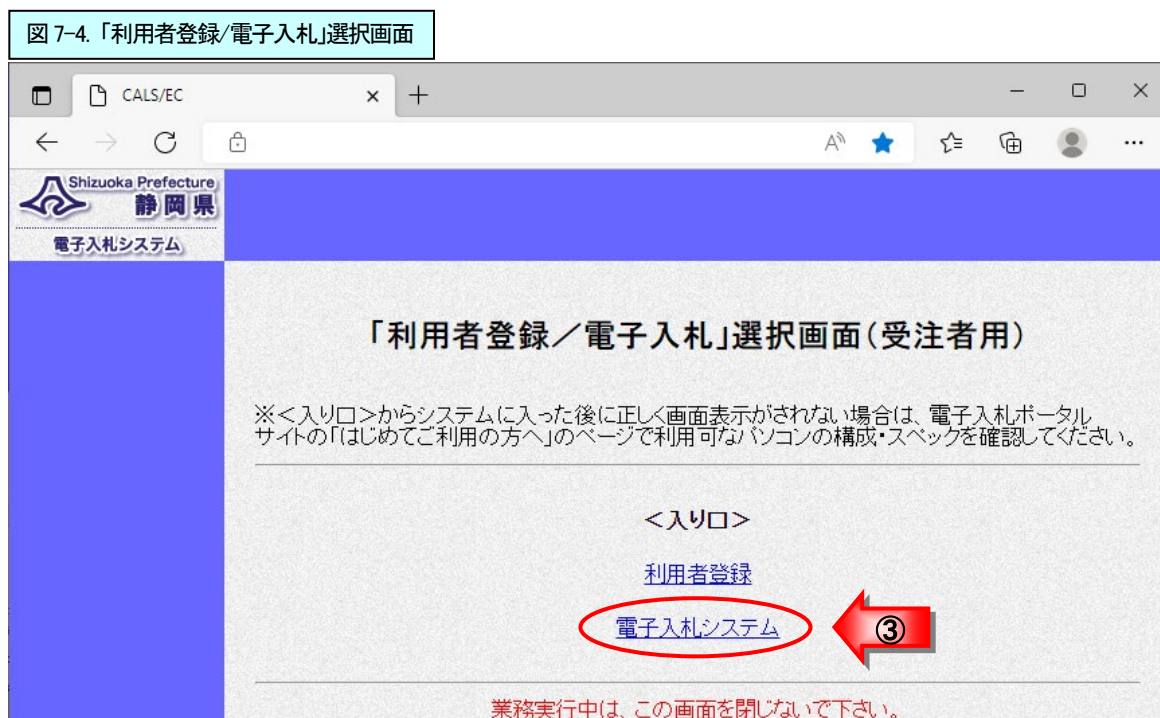 図 7-4. 「利用者登録/電子入札」選択画面
CALS/EC
Shizuoka Prefecture
静岡県
電子入札システム
「利用者登録／電子入札」選択画面（受注者用）
※＜入り口＞からシステムに入った後に正しく画面表示がされない場合は、電子入札ポータル
サイトの「はじめてご利用の方へ」のページで利用可なパソコンの構成・スペックを確認してください。
＜入り口＞
利用者登録
電子入札システム
③
業務実行中は、この画面を閉じないで下さい。